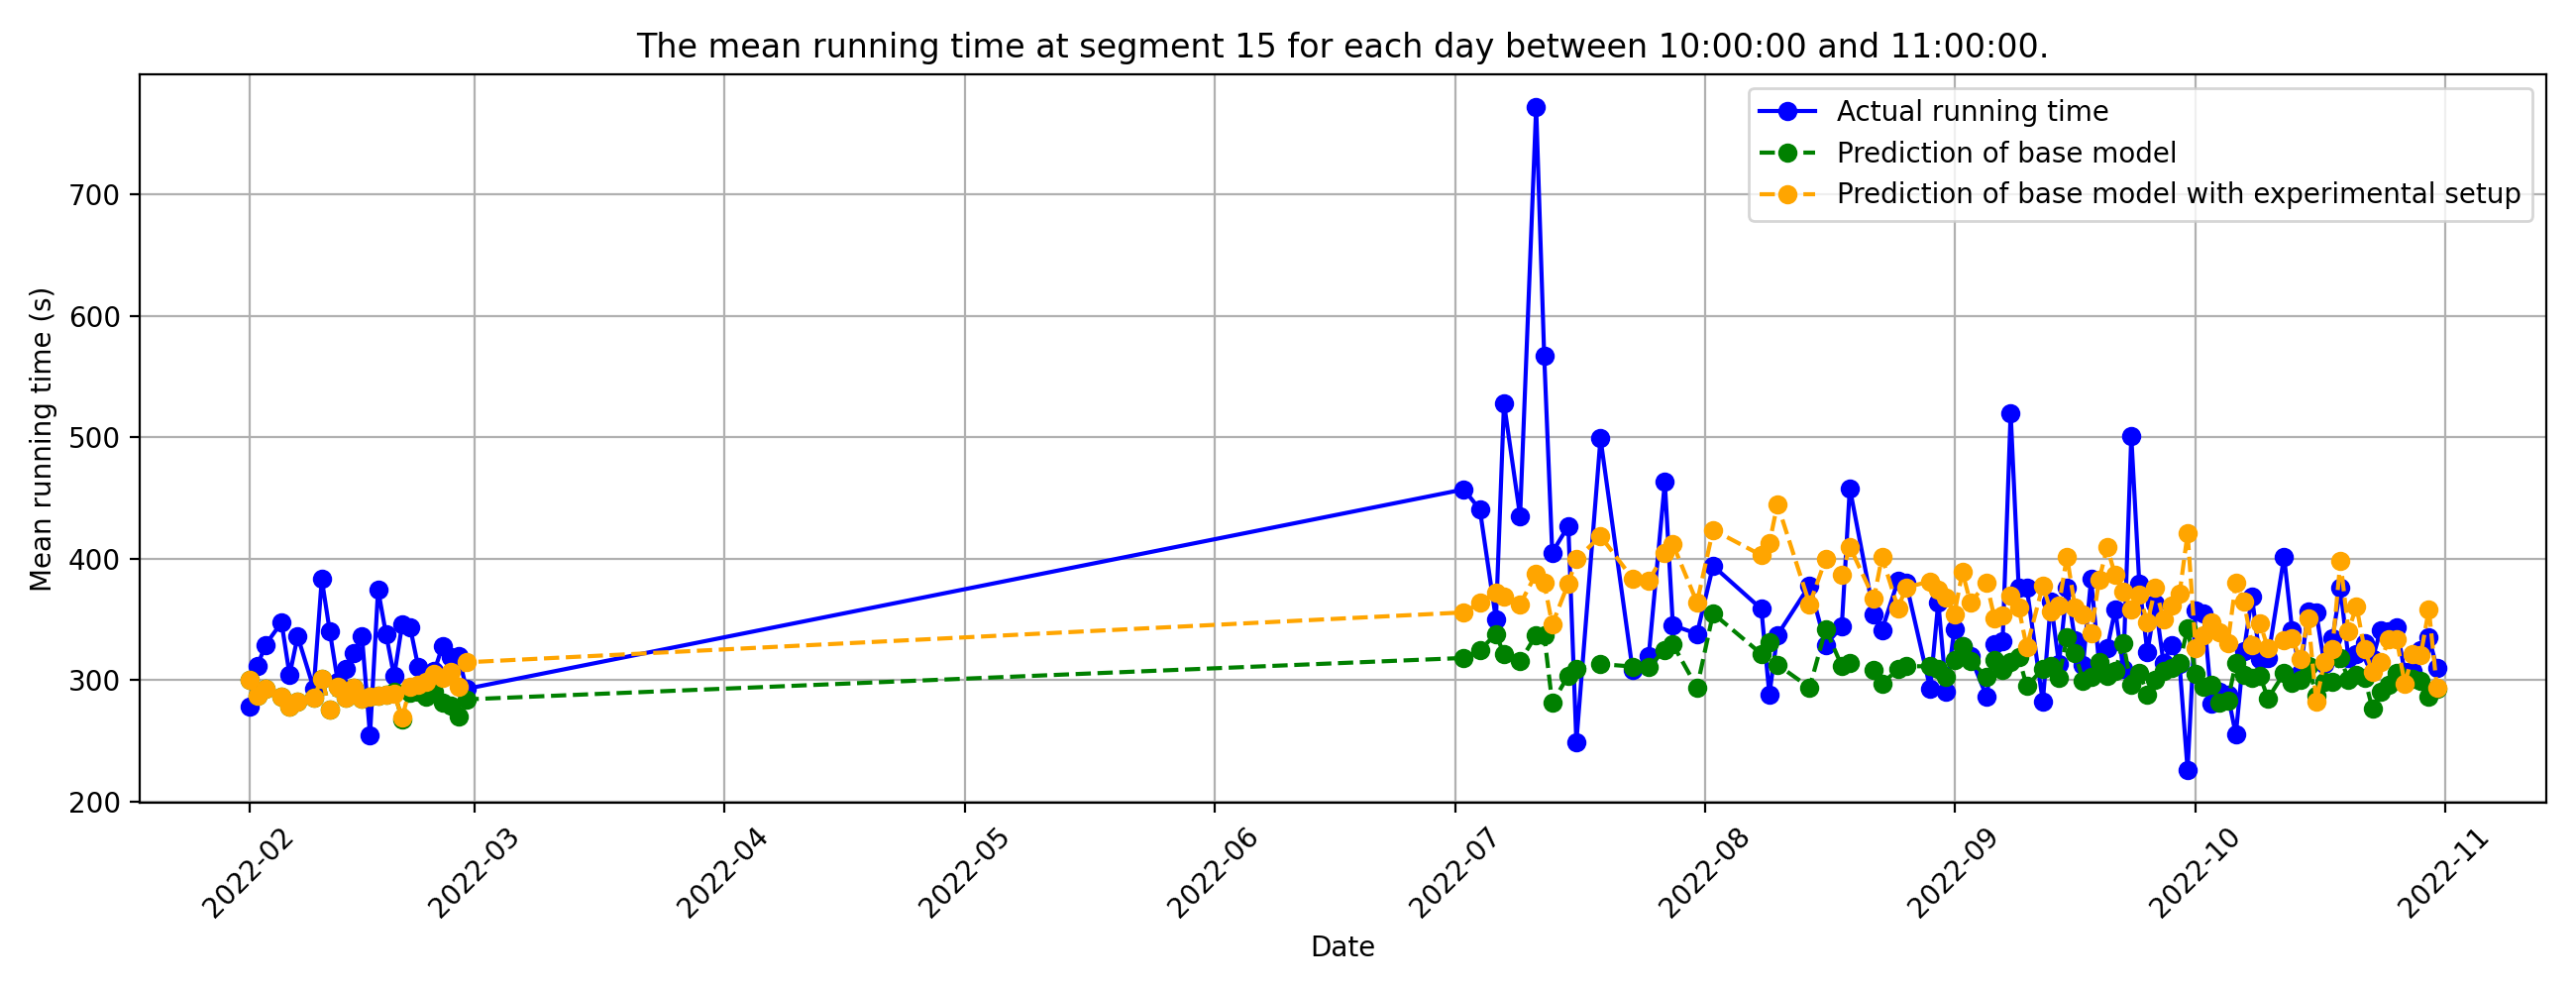 The mean running time at segment 15 for each day between 10:00:00 and 11:00:00.
Actual running time
Prediction of base model
Prediction of base model with experimental setup
Mean running time (s)
700
600
500
400
300
200
2022-02
2022-03
2022-04
2022-05
2022-06
2022-07
2022-08
2022-09
2022-10
2022-11
Date